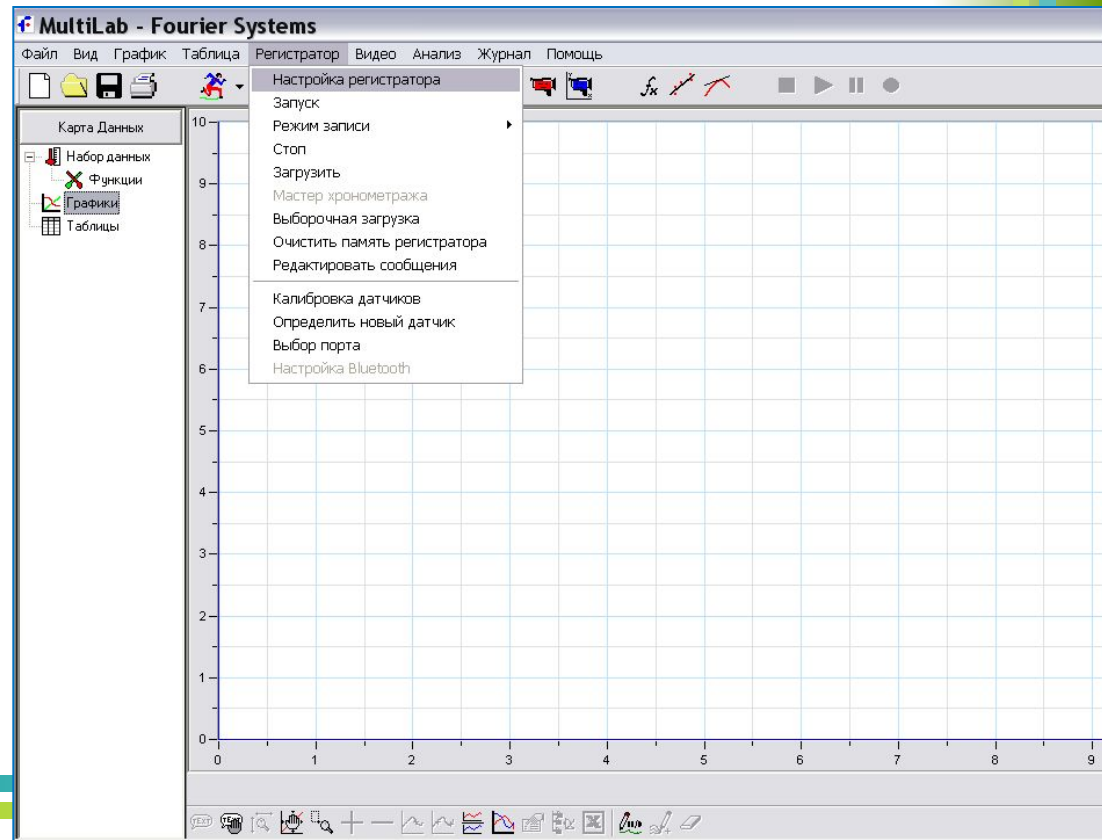 MultiLab - Fourier Systems
Файл Вид График Таблица Регистратор Видео Анализ Журнал Помощь
Настройка регистратора
Запуск
Режим записи
Стоп
Загрузить
Мастер хронометража
Выборочная загрузка
Очистить память регистратора
Редактировать сообщения
Калибровка датчиков
Определить новый датчик
Выбор порта
Настройка Bluetooth
Карта Данных
Набор данных
Функции
Графики
Таблицы
10
9
8
7
6
5
4
3
2
1
0
0 1 2 3 4 5 6 7 8 9